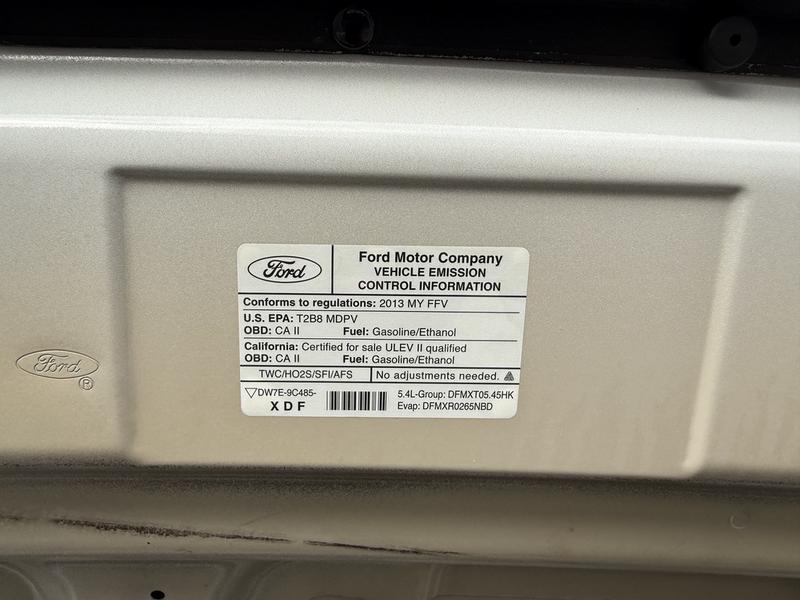 Ford
Ford Motor Company
VEHICLE EMISSION
CONTROL INFORMATION
Conforms to regulations: 2013 MY FFV
U.S. EPA: T2B8 MDPV
OBD: CA II Fuel: Gasoline/Ethanol
California: Certified for sale ULEV II qualified
OBD: CA II Fuel: Gasoline/Ethanol
TWC/HO2S/SFI/AFS No adjustments needed.
DW7E-9C485- 5.4L-Group: DFMXT05.45HK
XDF Evap: DFMXR0265NBD
Ford
®